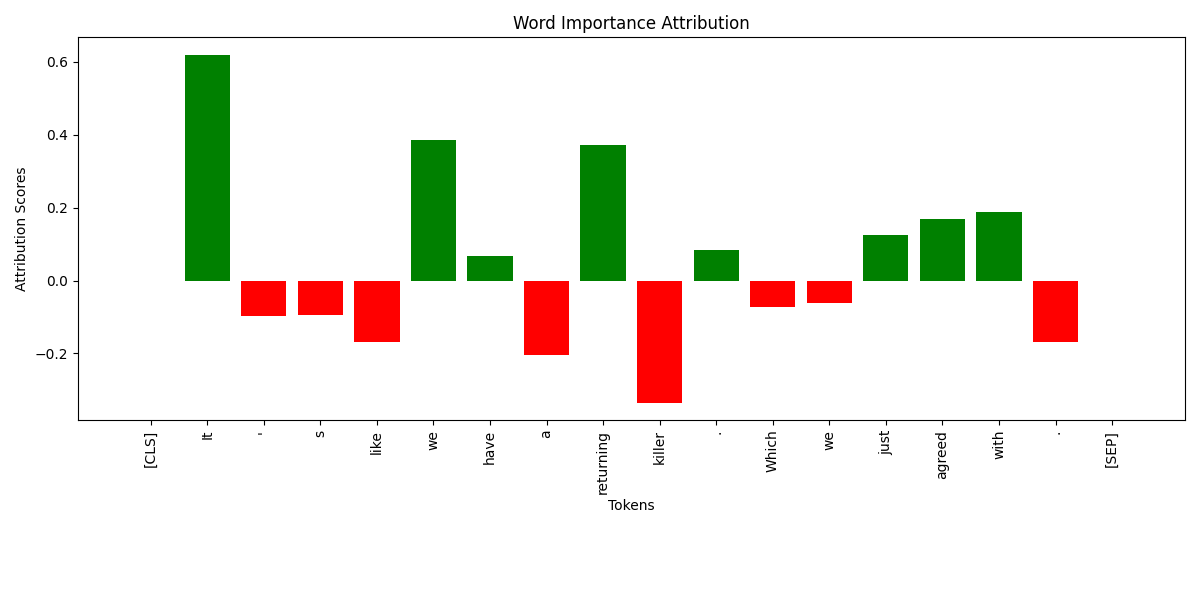 Word Importance Attribution
Attribution Scores
0.6
0.4
0.2
0.0
−0.2
[CLS] It ' s like we have a returning killer . Which we just agreed with . [SEP]
Tokens